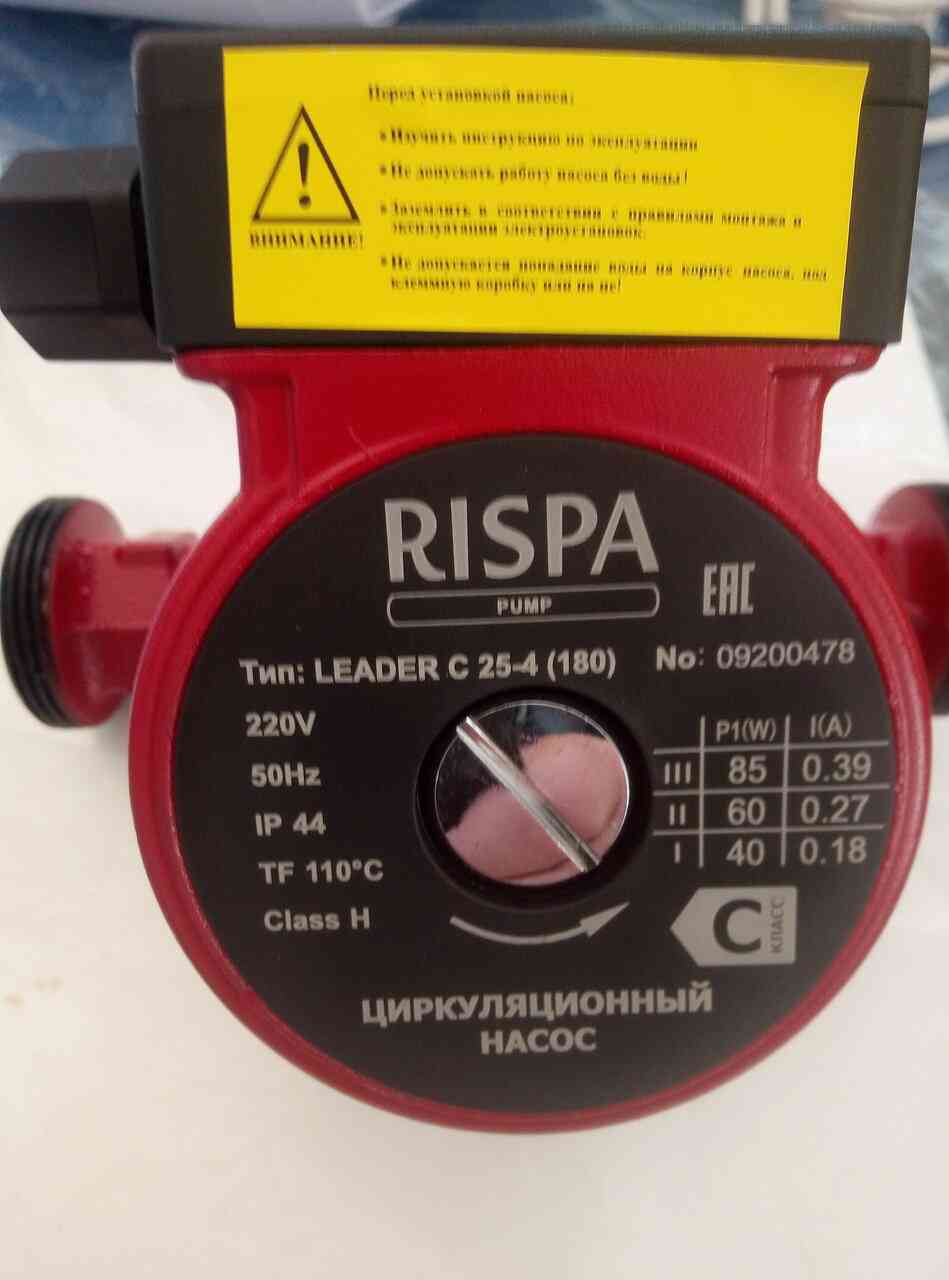 Перед установкой насоса:
• Изучить инструкцию по эксплуатации
• Не допускать работу насоса без воды!
• Заземлить в соответствии с правилами монтажа и
эксплуатации электроустановок.
• Не допускается попадание воды на корпус насоса, под
клеммную коробку или на не!
ВНИМАНИЕ!
RISPA
PUMP
EAC
Тип: LEADER C 25-4 (180)
No: 09200478
220V
50Hz
IP 44
TF 110°C
Class H
P1(W) I(A)
III 85 0.39
II 60 0.27
I 40 0.18
C КЛАСС
ЦИРКУЛЯЦИОННЫЙ
НАСОС